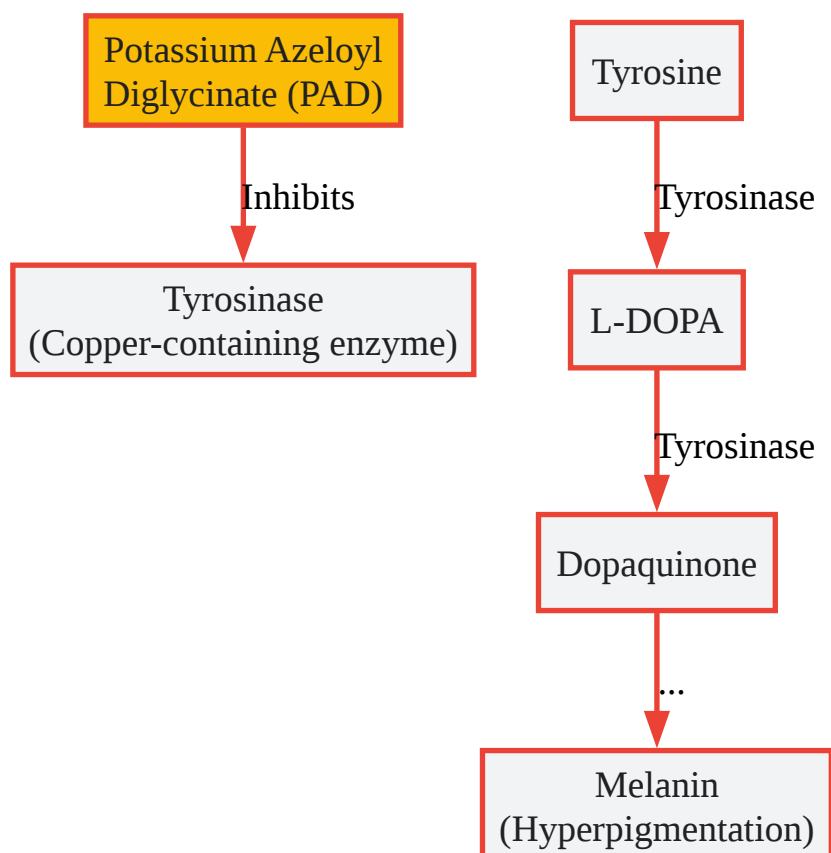 Potassium Azeloyl
Diglycinate (PAD)
Inhibits
Tyrosinase
(Copper-containing enzyme)
Tyrosine
Tyrosinase
L-DOPA
Tyrosinase
Dopaquinone
...
Melanin
(Hyperpigmentation)